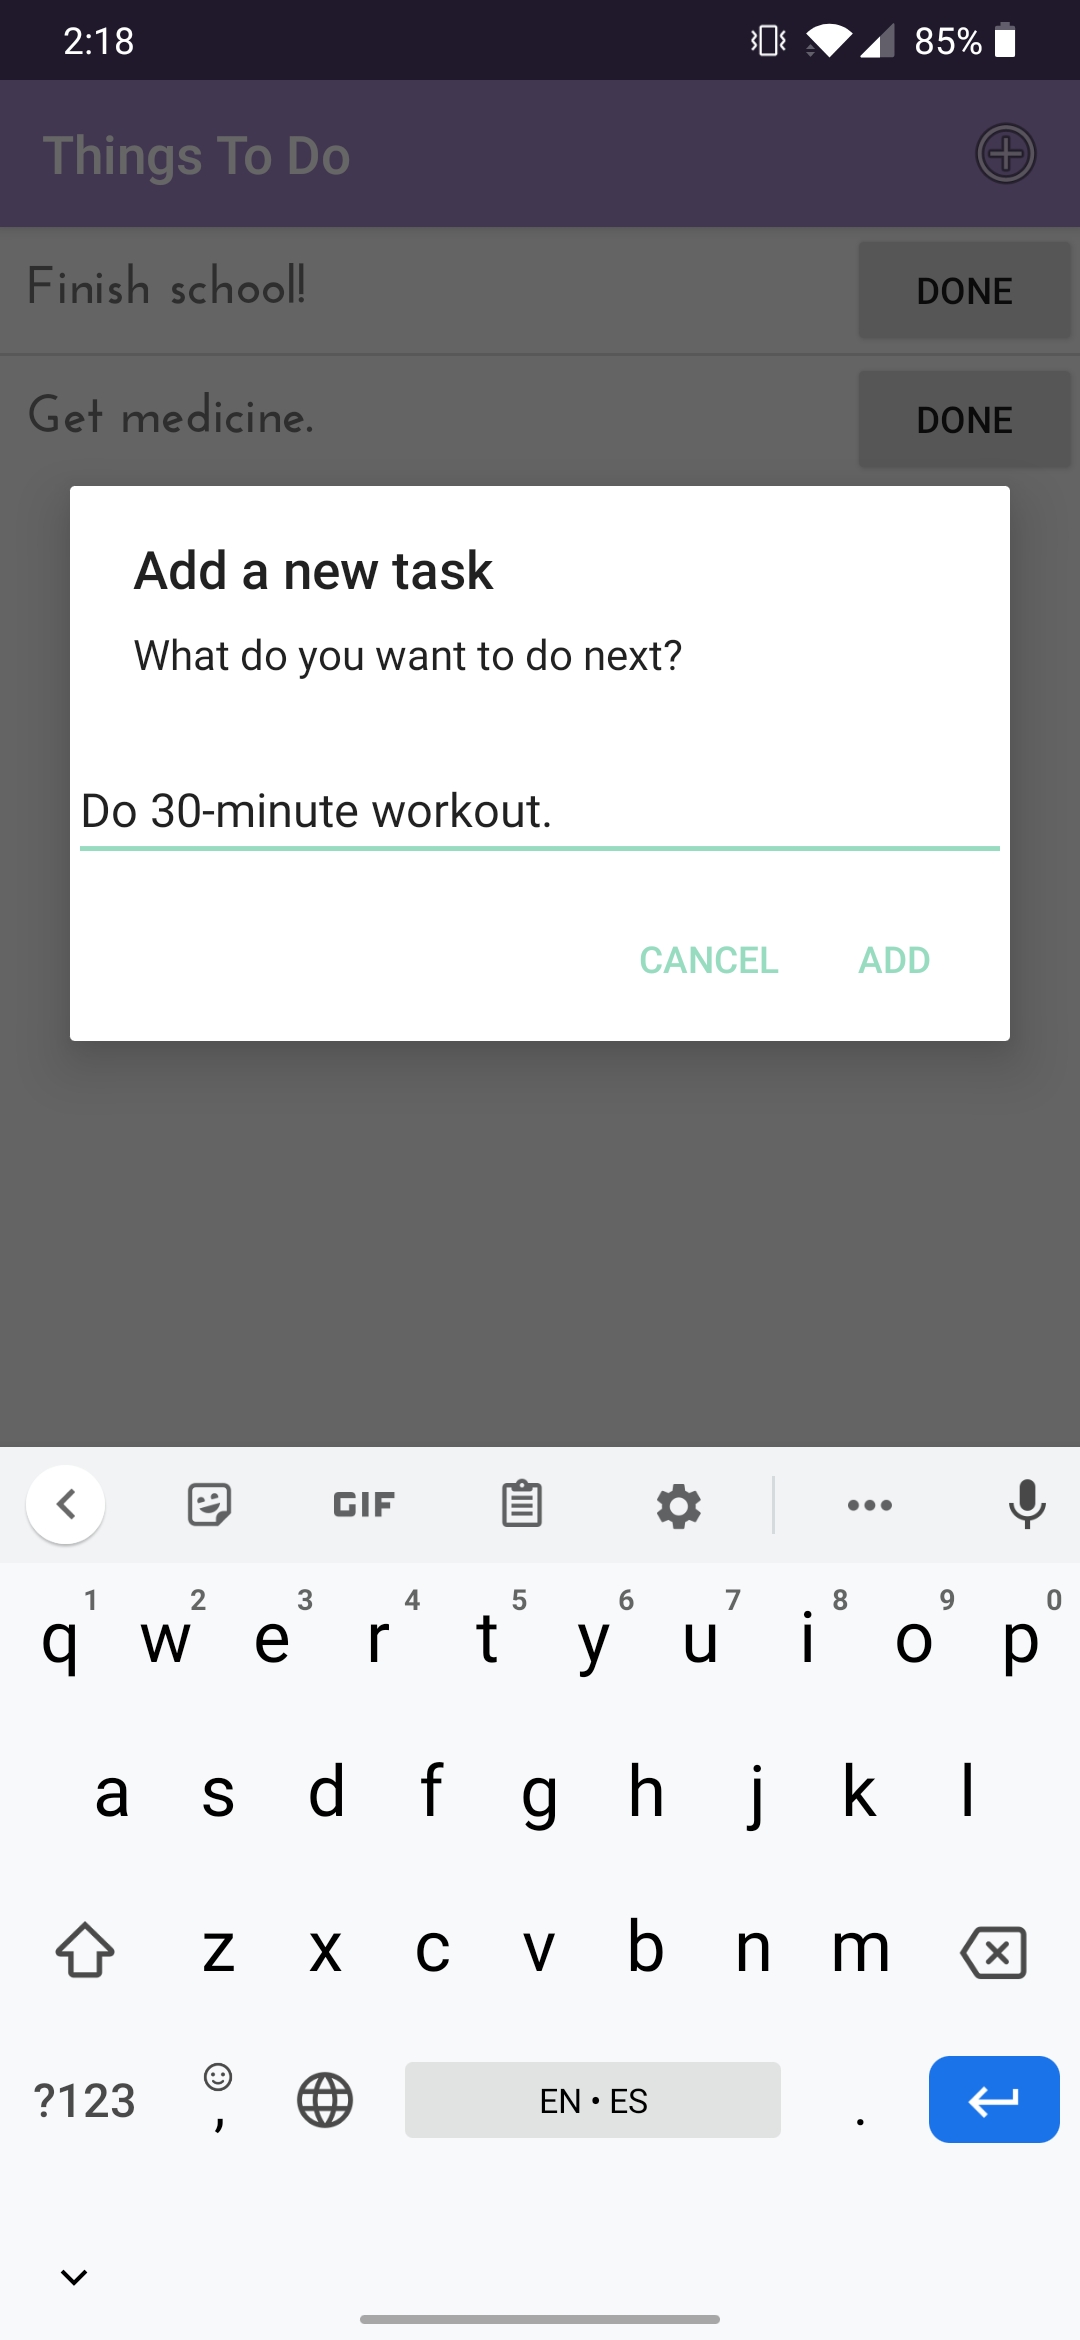 2:18 85%
Things To Do
Finish school!
DONE
Get medicine.
DONE
Add a new task
What do you want to do next?
Do 30-minute workout.
CANCEL ADD
GIF
1 2 3 4 5 6 7 8 9 0
q w e r t y u i o p
a s d f g h j k l
z x c v b n m
?123 , EN • ES .